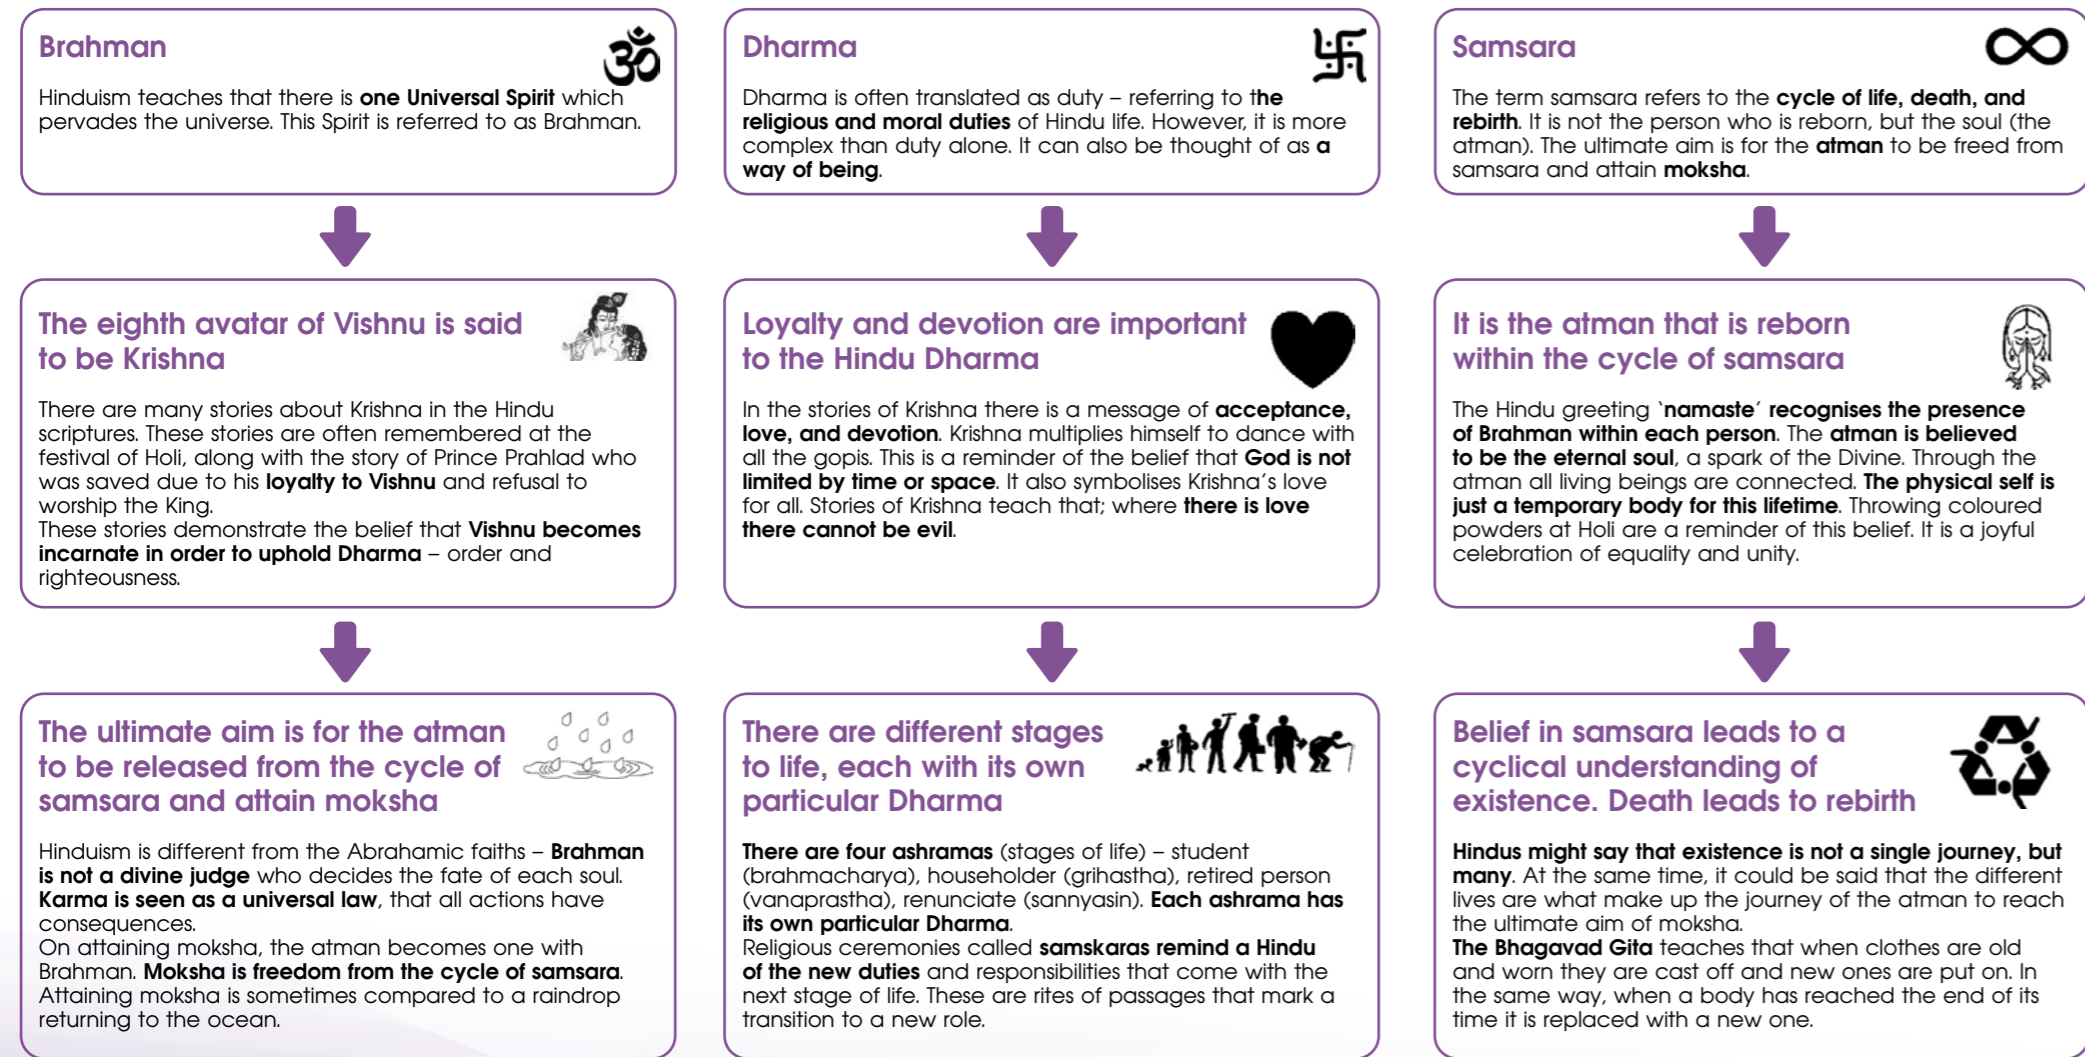 Brahman
Hinduism teaches that there is one Universal Spirit which
pervades the universe. This Spirit is referred to as Brahman.
The eighth avatar of Vishnu is said
to be Krishna
There are many stories about Krishna in the Hindu
scriptures. These stories are often remembered at the
festival of Holi, along with the story of Prince Prahlad who
was saved due to his loyalty to Vishnu and refusal to
worship the King.
These stories demonstrate the belief that Vishnu becomes
incarnate in order to uphold Dharma – order and
righteousness.
The ultimate aim is for the atman
to be released from the cycle of
samsara and attain moksha
Hinduism is different from the Abrahamic faiths – Brahman
is not a divine judge who decides the fate of each soul.
Karma is seen as a universal law, that all actions have
consequences.
On attaining moksha, the atman becomes one with
Brahman. Moksha is freedom from the cycle of samsara.
Attaining moksha is sometimes compared to a raindrop
returning to the ocean.
Dharma
Dharma is often translated as duty – referring to the
religious and moral duties of Hindu life. However, it is more
complex than duty alone. It can also be thought of as a
way of being.
Loyalty and devotion are important
to the Hindu Dharma
In the stories of Krishna there is a message of acceptance,
love, and devotion. Krishna multiplies himself to dance with
all the gopis. This is a reminder of the belief that God is not
limited by time or space. It also symbolises Krishna's love
for all. Stories of Krishna teach that; where there is love
there cannot be evil.
There are different stages
to life, each with its own
particular Dharma
There are four ashramas (stages of life) – student
(brahmacharya), householder (grihastha), retired person
(vanaprastha), renunciate (sannyasin). Each ashrama has
its own particular Dharma.
Religious ceremonies called samskaras remind a Hindu
of the new duties and responsibilities that come with the
next stage of life. These are rites of passages that mark a
transition to a new role.
Samsara
The term samsara refers to the cycle of life, death, and
rebirth. It is not the person who is reborn, but the soul (the
atman). The ultimate aim is for the atman to be freed from
samsara and attain moksha.
It is the atman that is reborn
within the cycle of samsara
The Hindu greeting 'namaste' recognises the presence
of Brahman within each person. The atman is believed
to be the eternal soul, a spark of the Divine. Through the
atman all living beings are connected. The physical self is
just a temporary body for this lifetime. Throwing coloured
powders at Holi are a reminder of this belief. It is a joyful
celebration of equality and unity.
Belief in samsara leads to a
cyclical understanding of
existence. Death leads to rebirth
Hindus might say that existence is not a single journey, but
many. At the same time, it could be said that the different
lives are what make up the journey of the atman to reach
the ultimate aim of moksha.
The Bhagavad Gita teaches that when clothes are old
and worn they are cast off and new ones are put on. In
the same way, when a body has reached the end of its
time it is replaced with a new one.